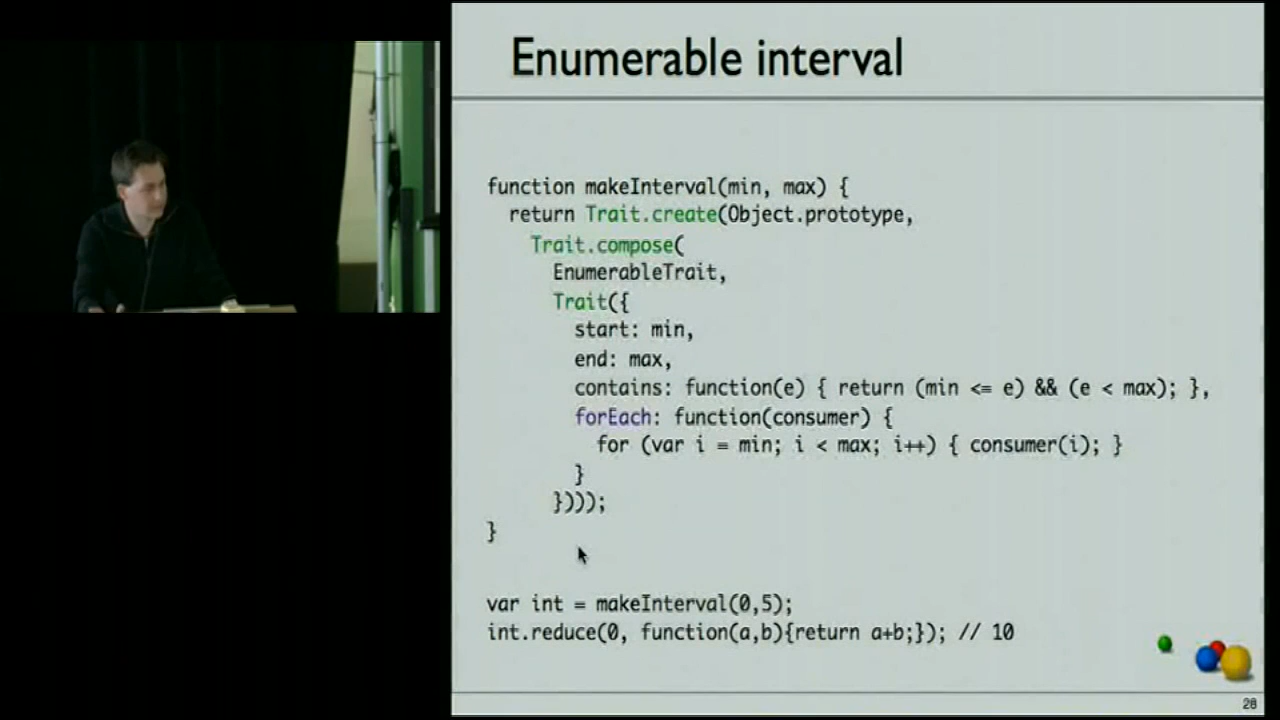 Enumerable interval
function makeInterval(min, max) {
return Trait.create(Object.prototype,
Trait.compose(
EnumerableTrait,
Trait({
start: min,
end: max,
contains: function(e) { return (min <= e) && (e < max); },
forEach: function(consumer) {
for (var i = min; i < max; i++) { consumer(i); }
}
})));
}
var int = makeInterval(0,5);
int.reduce(0, function(a,b){return a+b;}); // 10
28